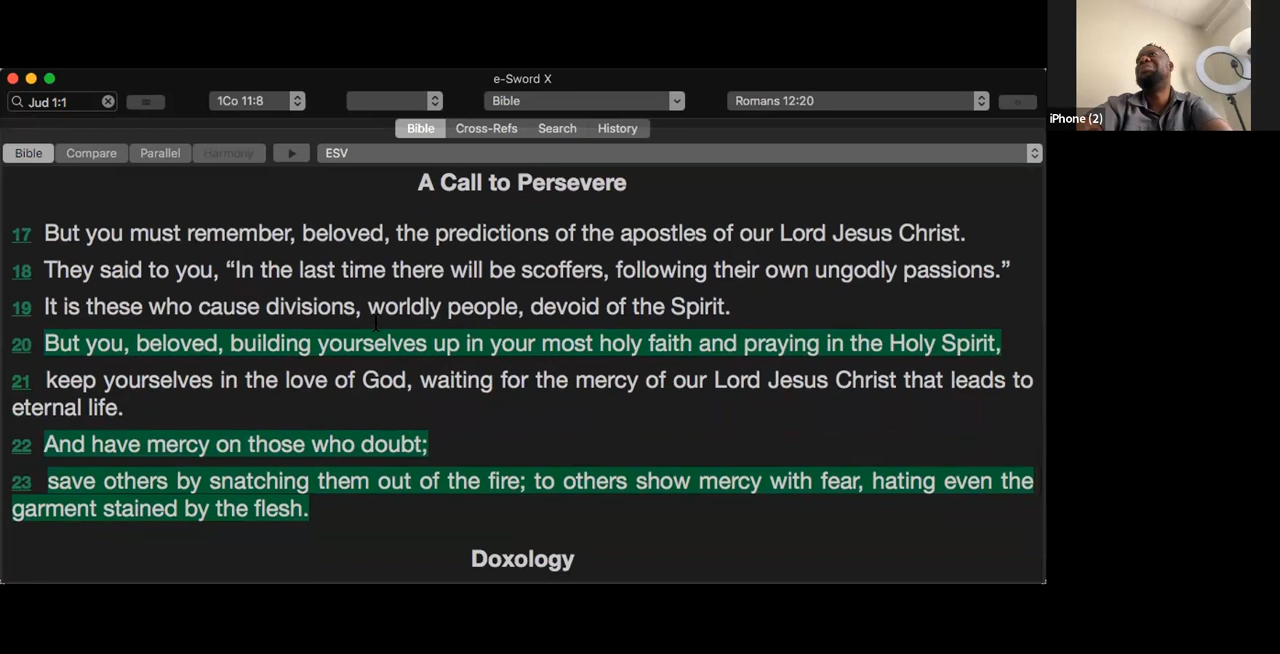 e-Sword X
Jud 1:1
1Co 11:8
Bible
Romans 12:20
iPhone (2)
Bible Cross-Refs Search History
Bible Compare Parallel Harmony ESV
A Call to Persevere
17 But you must remember, beloved, the predictions of the apostles of our Lord Jesus Christ.
18 They said to you, “In the last time there will be scoffers, following their own ungodly passions.”
19 It is these who cause divisions, worldly people, devoid of the Spirit.
20 But you, beloved, building yourselves up in your most holy faith and praying in the Holy Spirit,
21 keep yourselves in the love of God, waiting for the mercy of our Lord Jesus Christ that leads to
eternal life.
22 And have mercy on those who doubt;
23 save others by snatching them out of the fire; to others show mercy with fear, hating even the
garment stained by the flesh.
Doxology